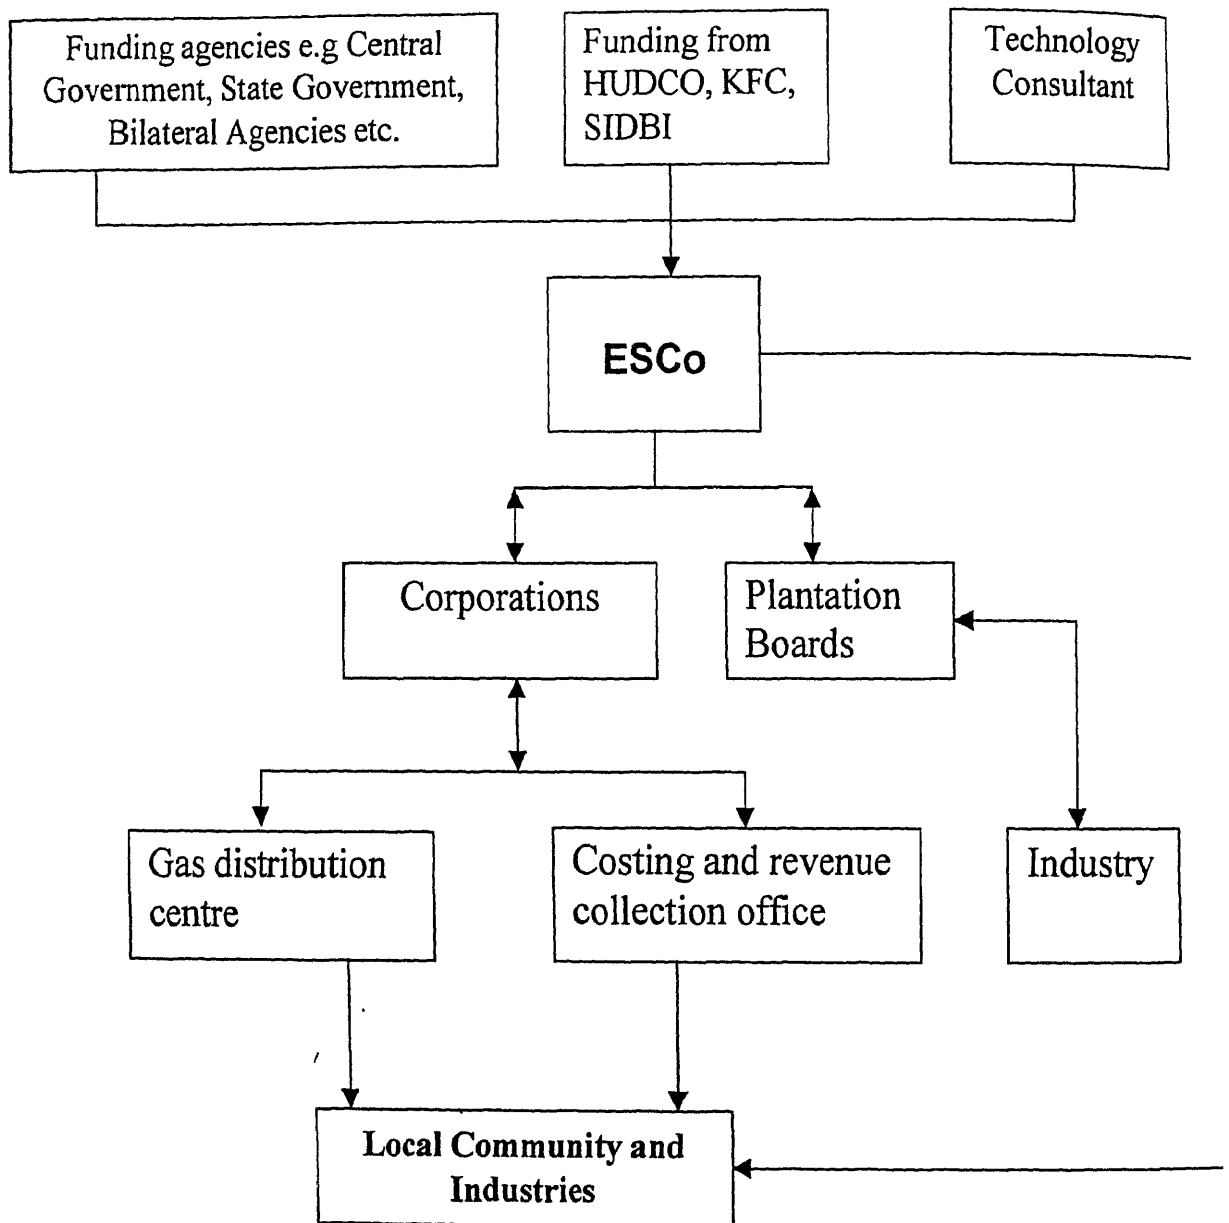 Funding agencies e.g Central
Government, State Government,
Bilateral Agencies etc.
Funding from
HUDCO, KFC,
SIDBI
Technology
Consultant
ESCo
Corporations
Plantation
Boards
Gas distribution
centre
Costing and revenue
collection office
Industry
Local Community and
Industries